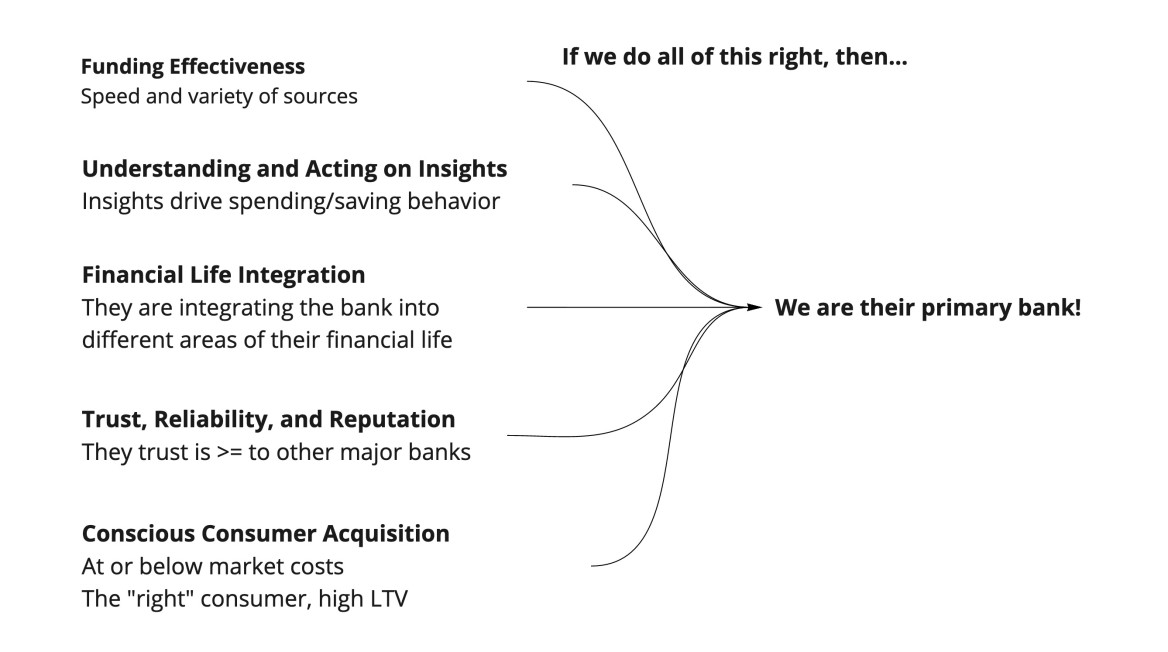 Funding Effectiveness
Speed and variety of sources
If we do all of this right, then...
Understanding and Acting on Insights
Insights drive spending/saving behavior
Financial Life Integration
They are integrating the bank into
different areas of their financial life
We are their primary bank!
Trust, Reliability, and Reputation
They trust is >= to other major banks
Conscious Consumer Acquisition
At or below market costs
The "right" consumer, high LTV